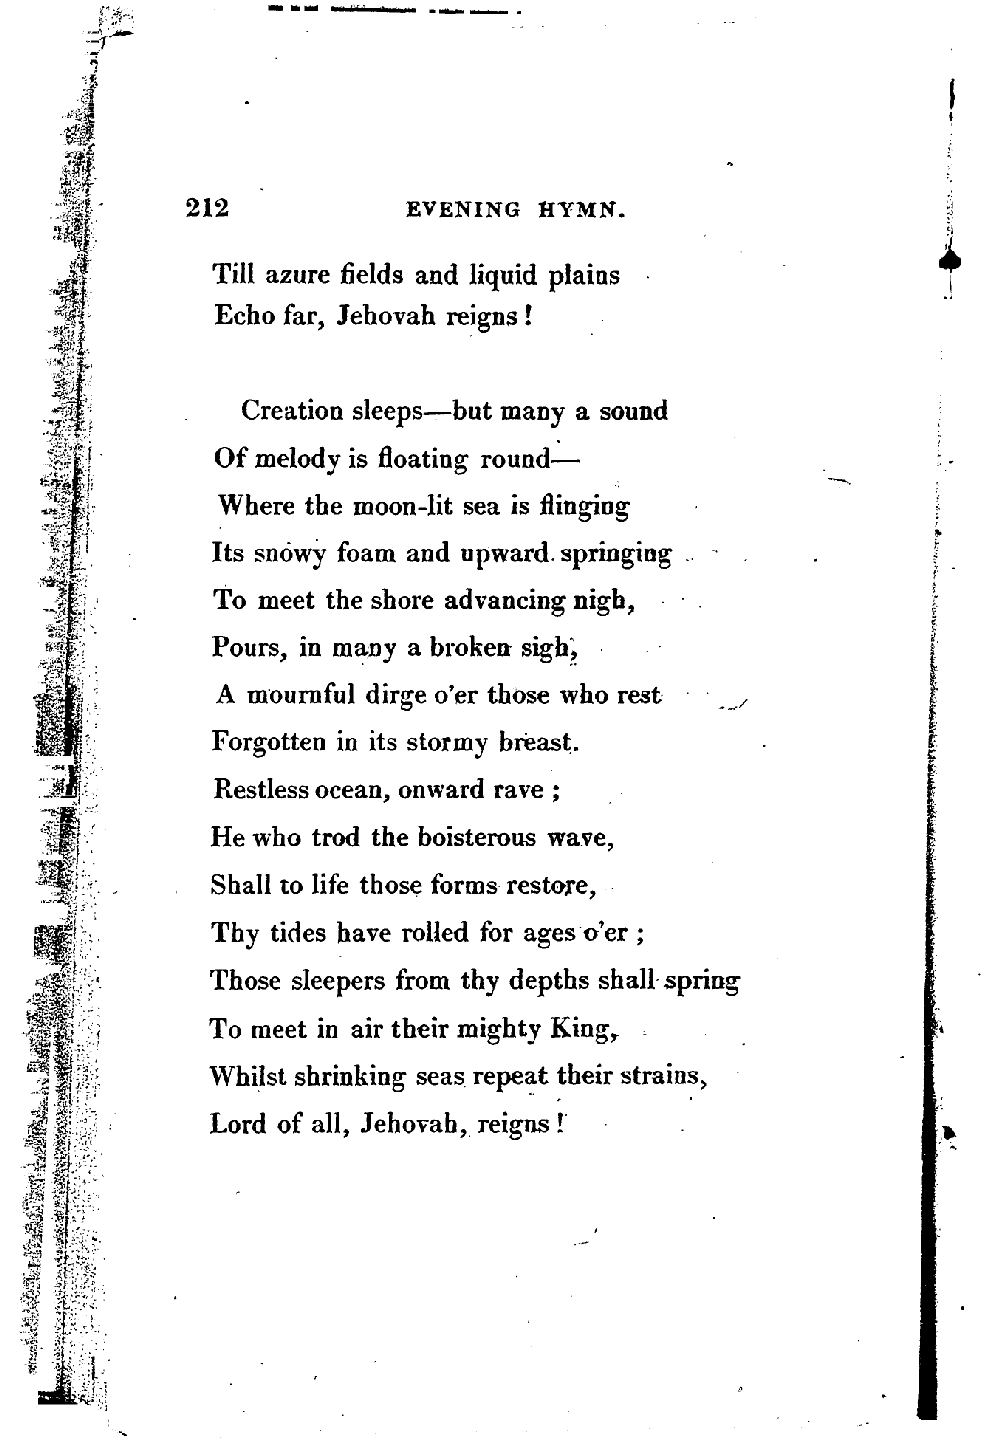 212 EVENING HYMN.
Till azure fields and liquid plains
Echo far, Jehovah reigns !
Creation sleeps—but many a sound
Of melody is floating round—
Where the moon-lit sea is flinging
Its snowy foam and upward springing
To meet the shore advancing nigh,
Pours, in many a broken sigh,
A mournful dirge o'er those who rest
Forgotten in its stormy breast.
Restless ocean, onward rave ;
He who trod the boisterous wave,
Shall to life those forms restore,
Thy tides have rolled for ages o'er ;
Those sleepers from thy depths shall spring
To meet in air their mighty King,
Whilst shrinking seas repeat their strains,
Lord of all, Jehovah, reigns !